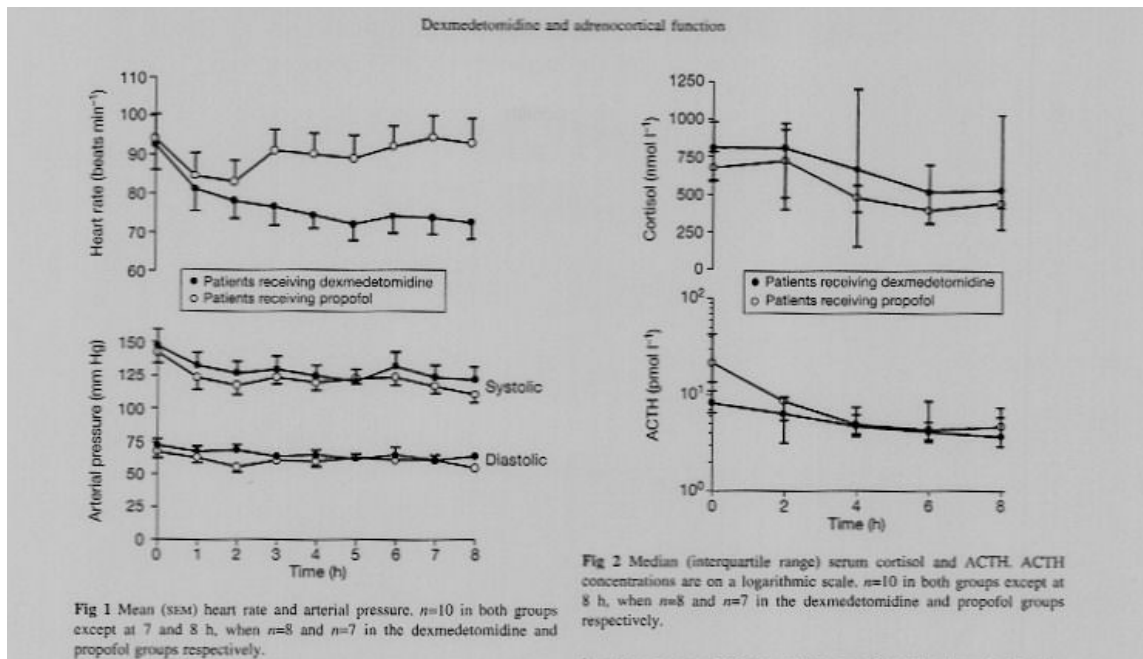 Dexmedetomidine and adrenocortical function
Heart rate (beats min⁻¹)
110
100
90
80
70
60
• Patients receiving dexmedetomidine
○ Patients receiving propofol
Arterial pressure (mm Hg)
150
125
100
75
50
25
0
Systolic
Diastolic
0 1 2 3 4 5 6 7 8
Time (h)
Fig 1 Mean (SEM) heart rate and arterial pressure. n=10 in both groups
except at 7 and 8 h, when n=8 and n=7 in the dexmedetomidine and
propofol groups respectively.
Cortisol (nmol l⁻¹)
1250
1000
750
500
250
0
• Patients receiving dexmedetomidine
○ Patients receiving propofol
ACTH (pmol l⁻¹)
10²
10¹
10⁰
0 2 4 6 8
Time (h)
Fig 2 Median (interquartile range) serum cortisol and ACTH. ACTH
concentrations are on a logarithmic scale. n=10 in both groups except at
8 h, when n=8 and n=7 in the dexmedetomidine and propofol groups
respectively.